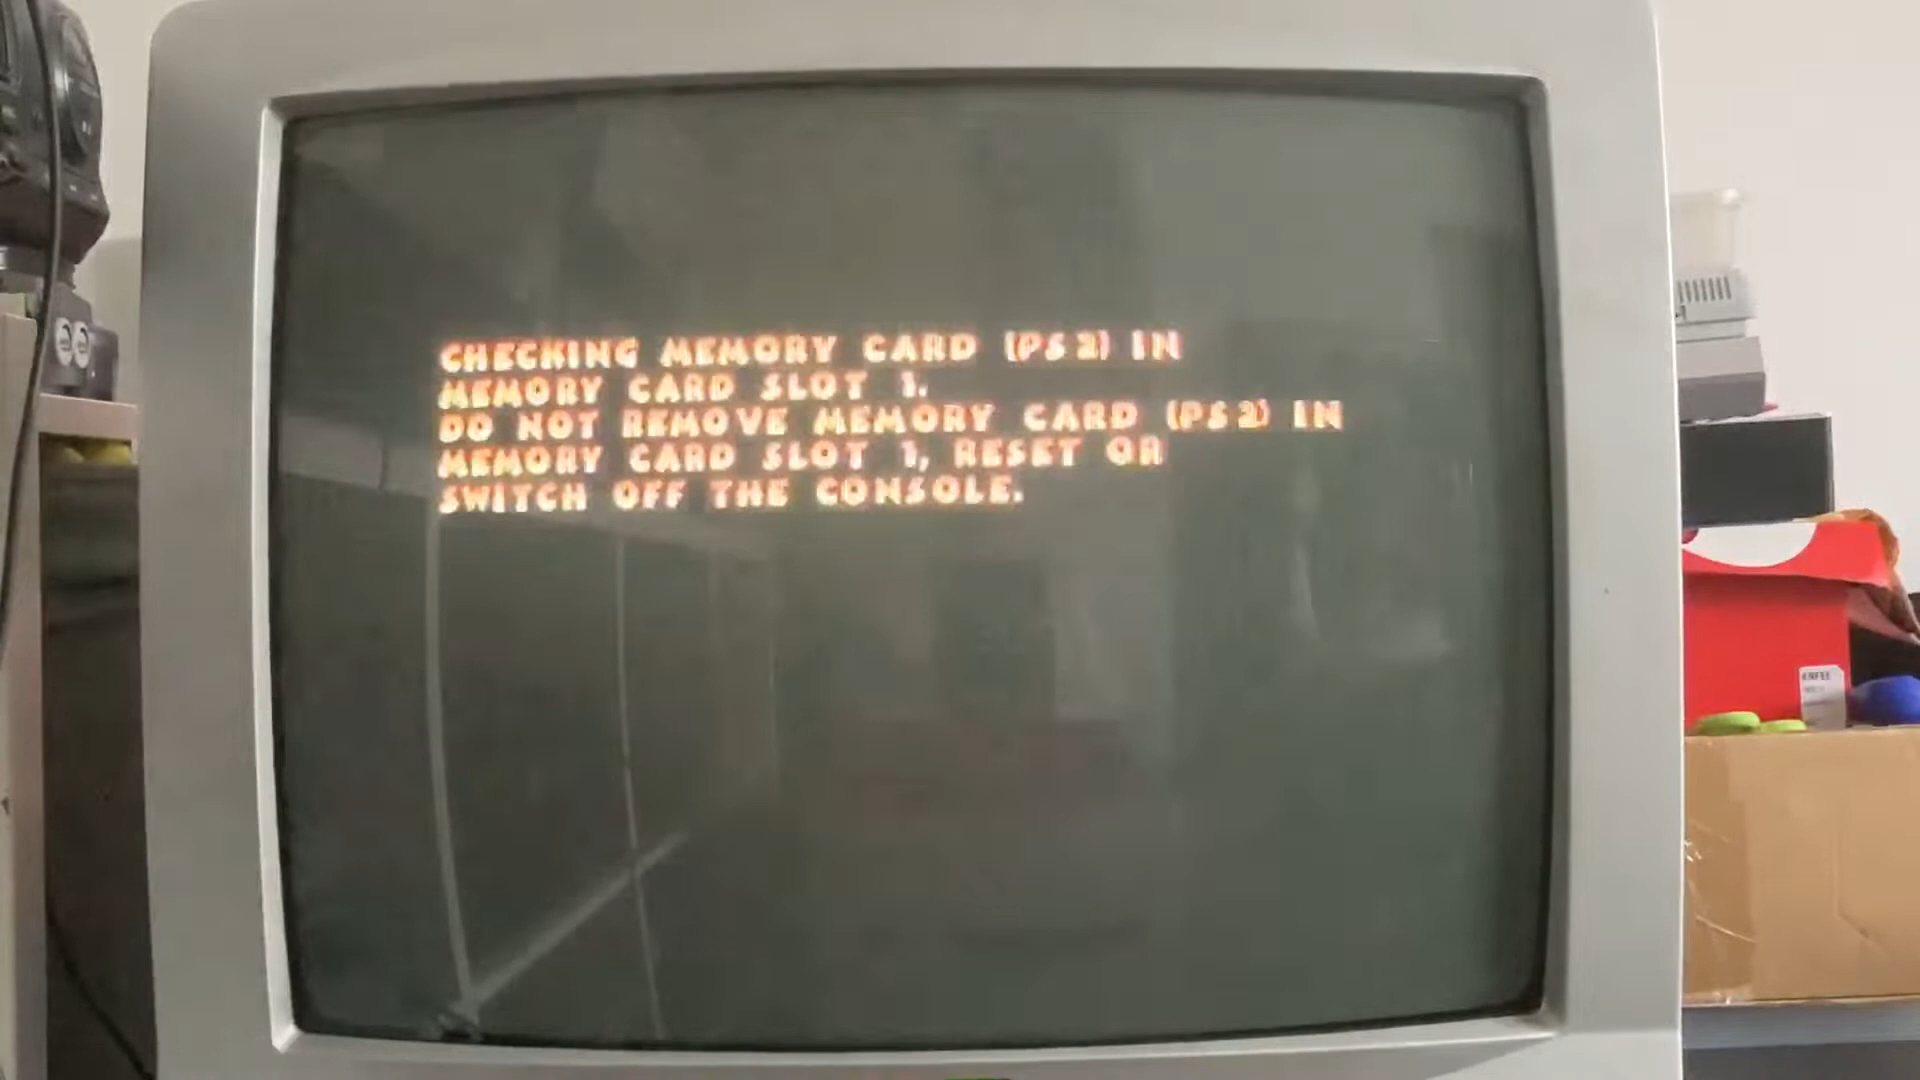 CHECKING MEMORY CARD (PS2) IN
MEMORY CARD SLOT 1.
DO NOT REMOVE MEMORY CARD (PS2) IN
MEMORY CARD SLOT 1, RESET OR
SWITCH OFF THE CONSOLE.